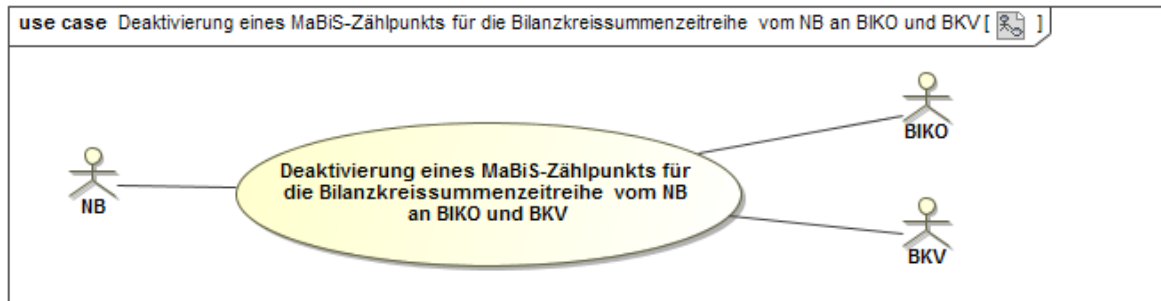 use case Deaktivierung eines MaBiS-Zählpunkts für die Bilanzkreissummenzeitreihe vom NB an BIKO und BKV [ ]
BIKO
Deaktivierung eines MaBiS-Zählpunkts für
die Bilanzkreissummenzeitreihe vom NB
an BIKO und BKV
NB
BKV